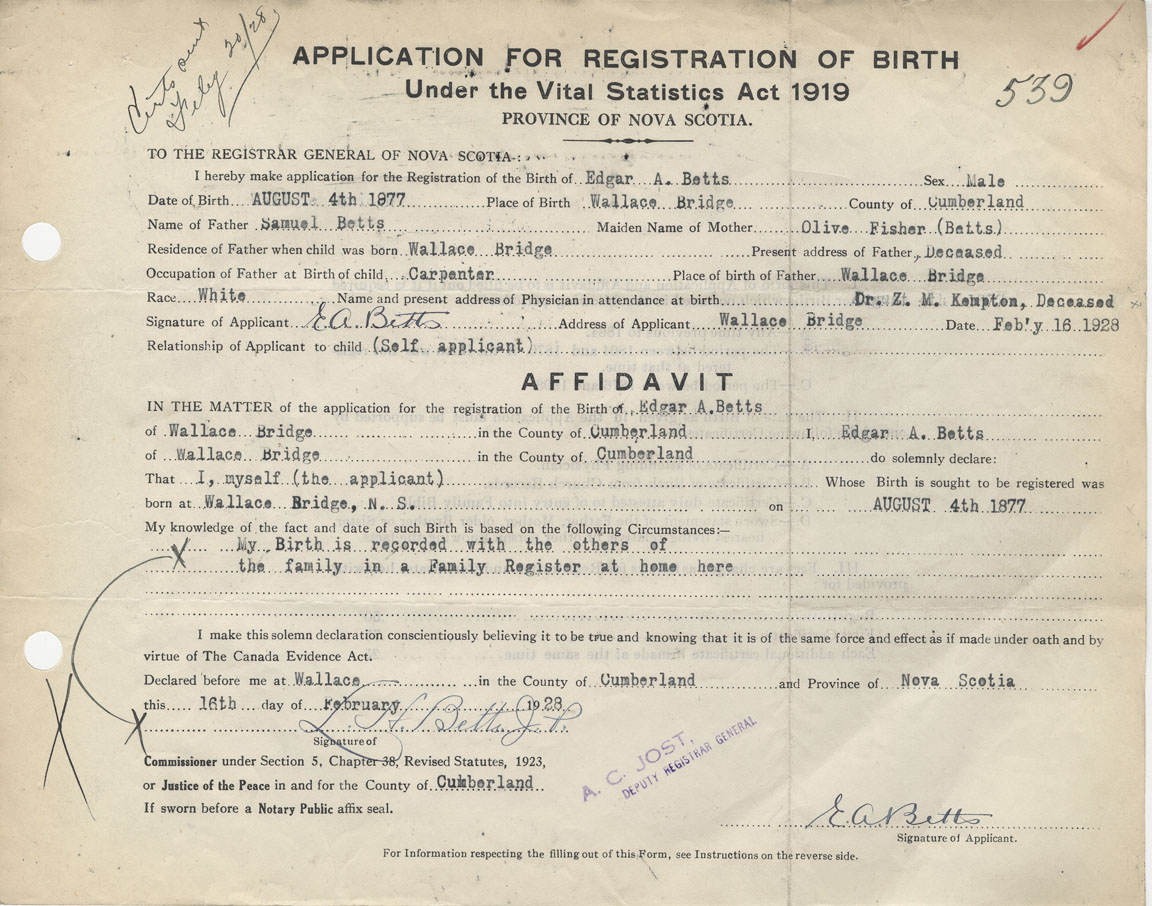 Certs sent
Feby 20/28
APPLICATION FOR REGISTRATION OF BIRTH
Under the Vital Statistics Act 1919
539
PROVINCE OF NOVA SCOTIA.
TO THE REGISTRAR GENERAL OF NOVA SCOTIA:
I hereby make application for the Registration of the Birth of Edgar A. Betts Sex Male
Date of Birth AUGUST 4th 1877 Place of Birth Wallace Bridge County of Cumberland
Name of Father Samuel Betts Maiden Name of Mother Olive Fisher (Betts)
Residence of Father when child was born Wallace Bridge Present address of Father Deceased
Occupation of Father at Birth of child Carpenter Place of birth of Father Wallace Bridge
Race White Name and present address of Physician in attendance at birth Dr. Z. M. Kempton, Deceased
Signature of Applicant E.A. Betts Address of Applicant Wallace Bridge Date Feb'y 16 1928
Relationship of Applicant to child (Self applicant)
AFFIDAVIT
IN THE MATTER of the application for the registration of the Birth of Edgar A. Betts
of Wallace Bridge in the County of Cumberland I, Edgar A. Betts
of Wallace Bridge in the County of Cumberland do solemnly declare:
That I, myself (the applicant) Whose Birth is sought to be registered was
born at Wallace Bridge, N. S. on AUGUST 4th 1877
My knowledge of the fact and date of such Birth is based on the following Circumstances:—
X My Birth is recorded with the others of
the family in a Family Register at home here
I make this solemn declaration conscientiously believing it to be true and knowing that it is of the same force and effect as if made under oath and by
virtue of The Canada Evidence Act.
Declared before me at Wallace in the County of Cumberland and Province of Nova Scotia
this 16th day of February 1928
X L. H. Betts J.P.
Signature of
Commissioner under Section 5, Chapter 38, Revised Statutes, 1923,
or Justice of the Peace in and for the County of Cumberland
If sworn before a Notary Public affix seal.
A. C. JOST,
DEPUTY REGISTRAR GENERAL
E.A. Betts
Signature of Applicant.
For Information respecting the filling out of this Form, see Instructions on the reverse side.